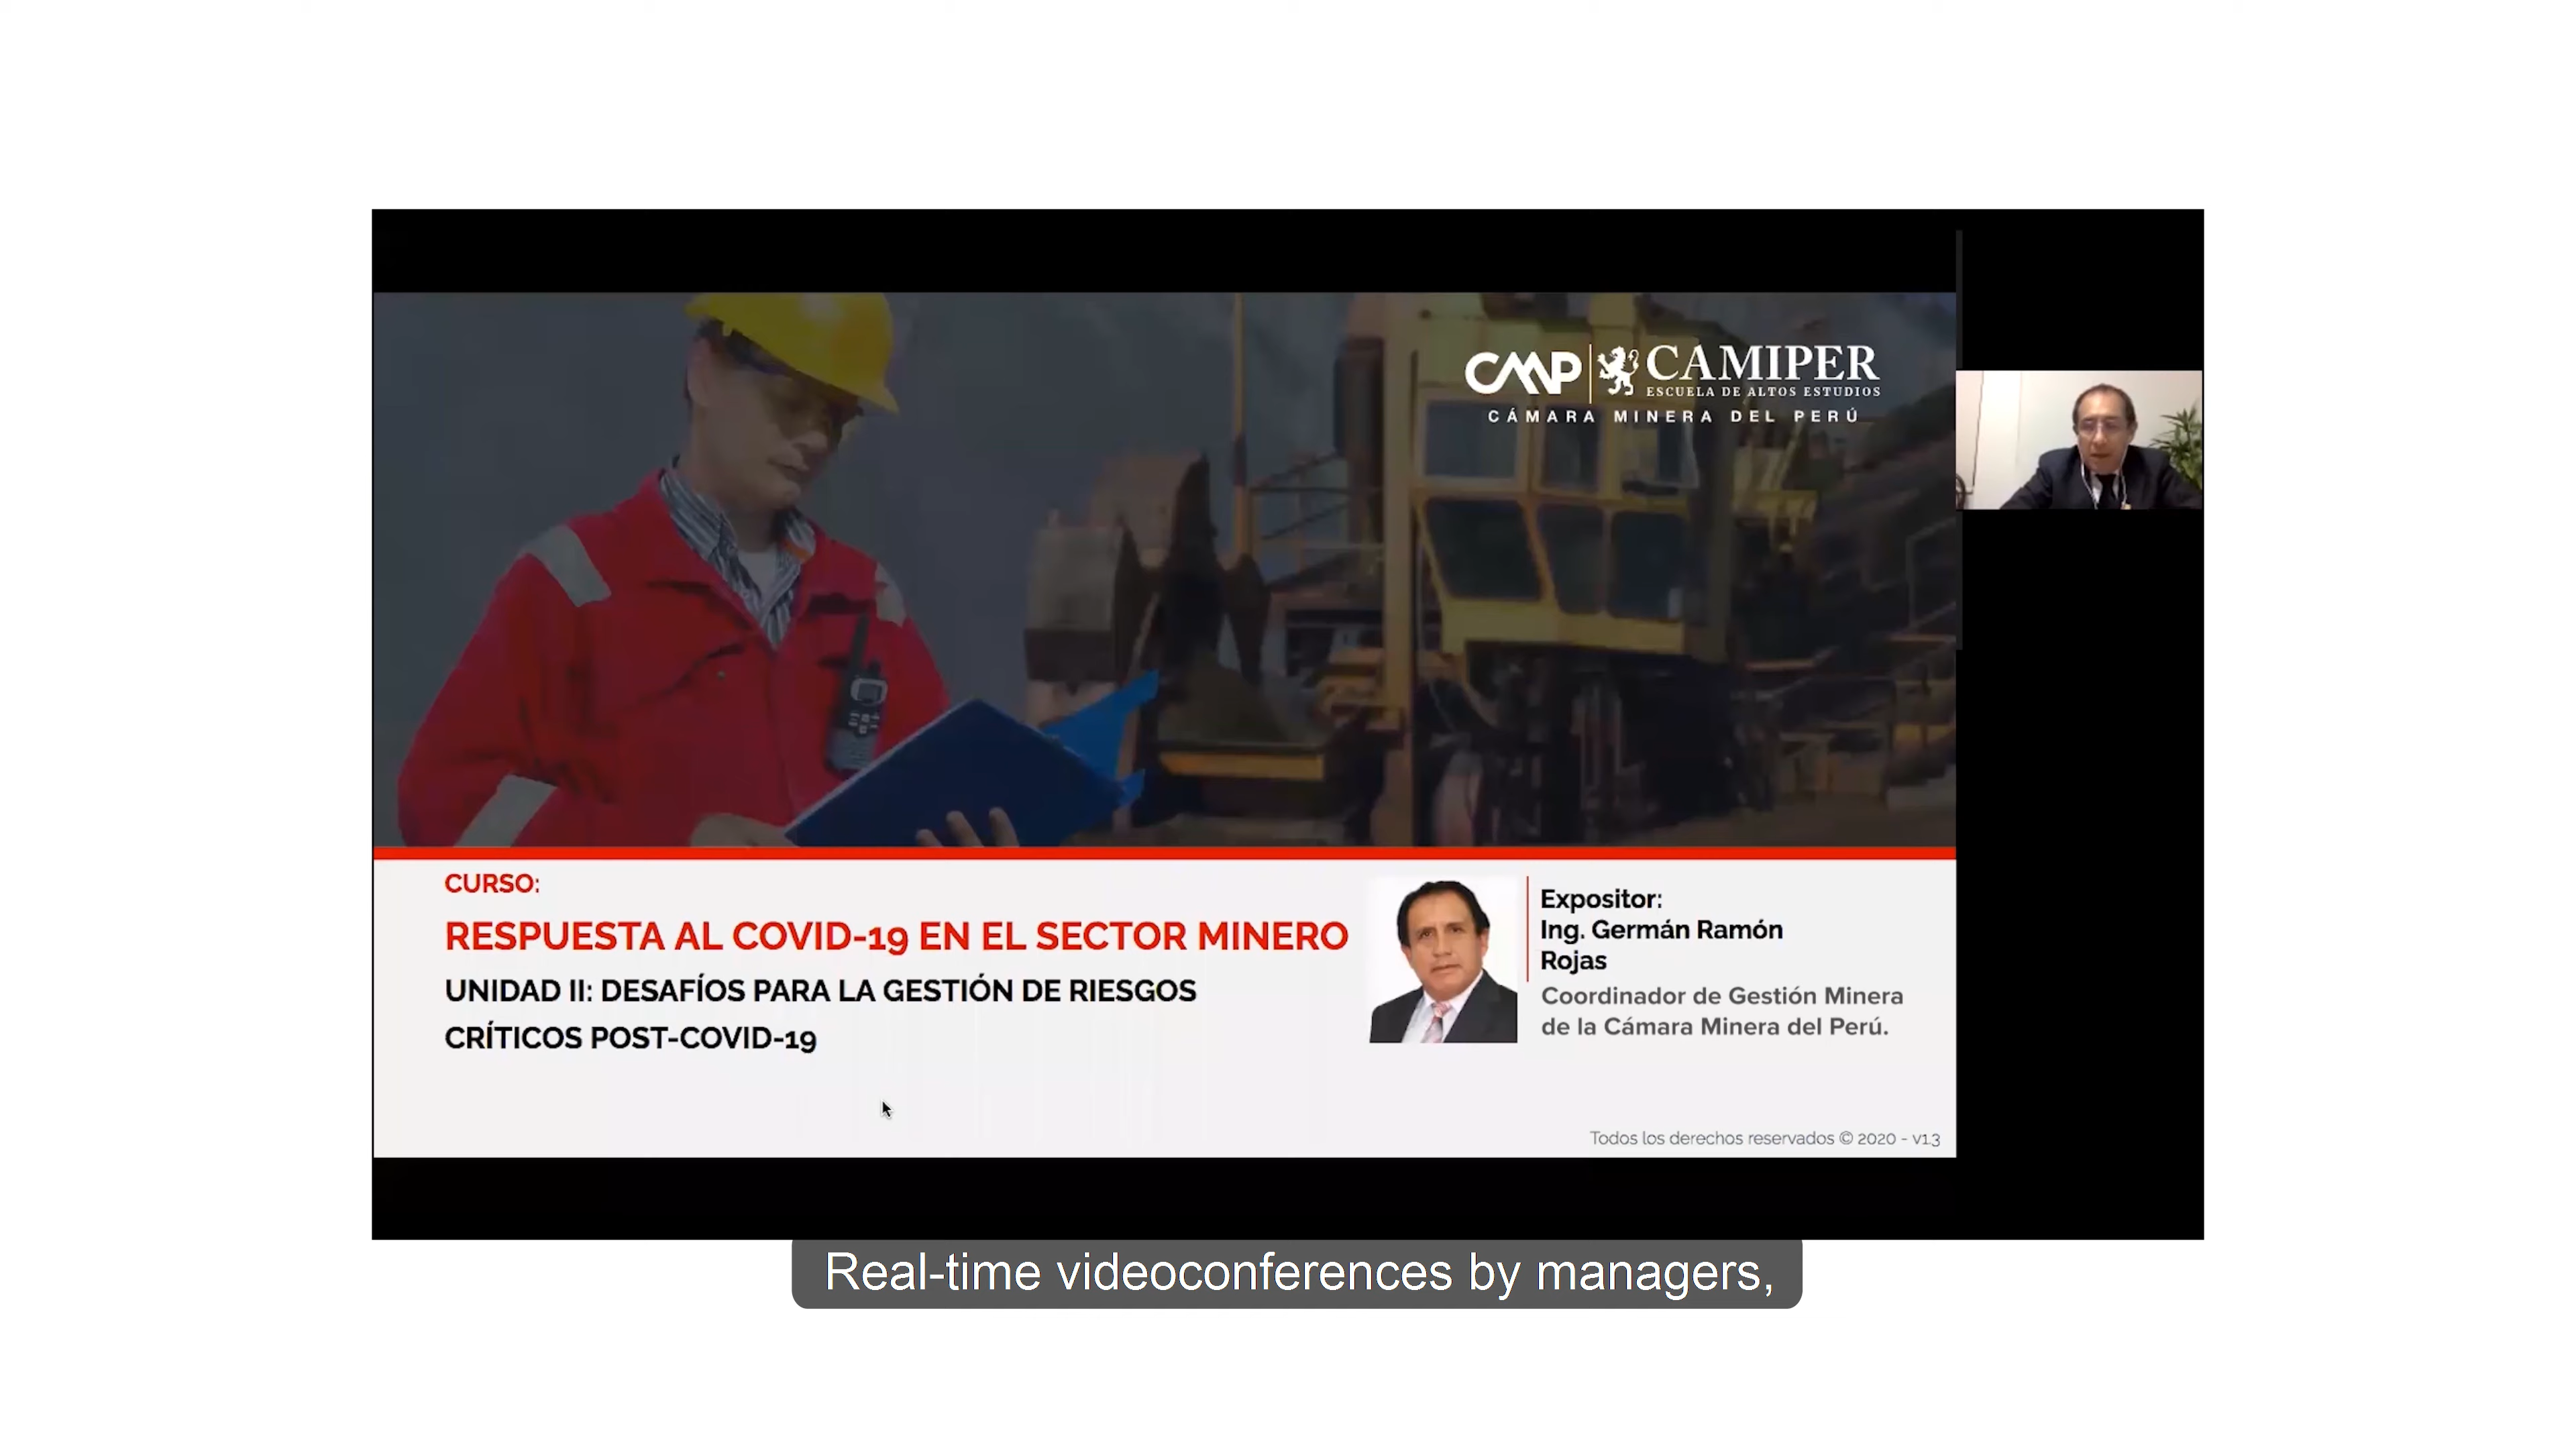 CMP CAMIPER
ESCUELA DE ALTOS ESTUDIOS
CÁMARA MINERA DEL PERÚ
CURSO:
RESPUESTA AL COVID-19 EN EL SECTOR MINERO
UNIDAD II: DESAFÍOS PARA LA GESTIÓN DE RIESGOS
CRÍTICOS POST-COVID-19
Expositor:
Ing. Germán Ramón
Rojas
Coordinador de Gestión Minera
de la Cámara Minera del Perú.
Todos los derechos reservados © 2020 - v1.3
Real-time videoconferences by managers,